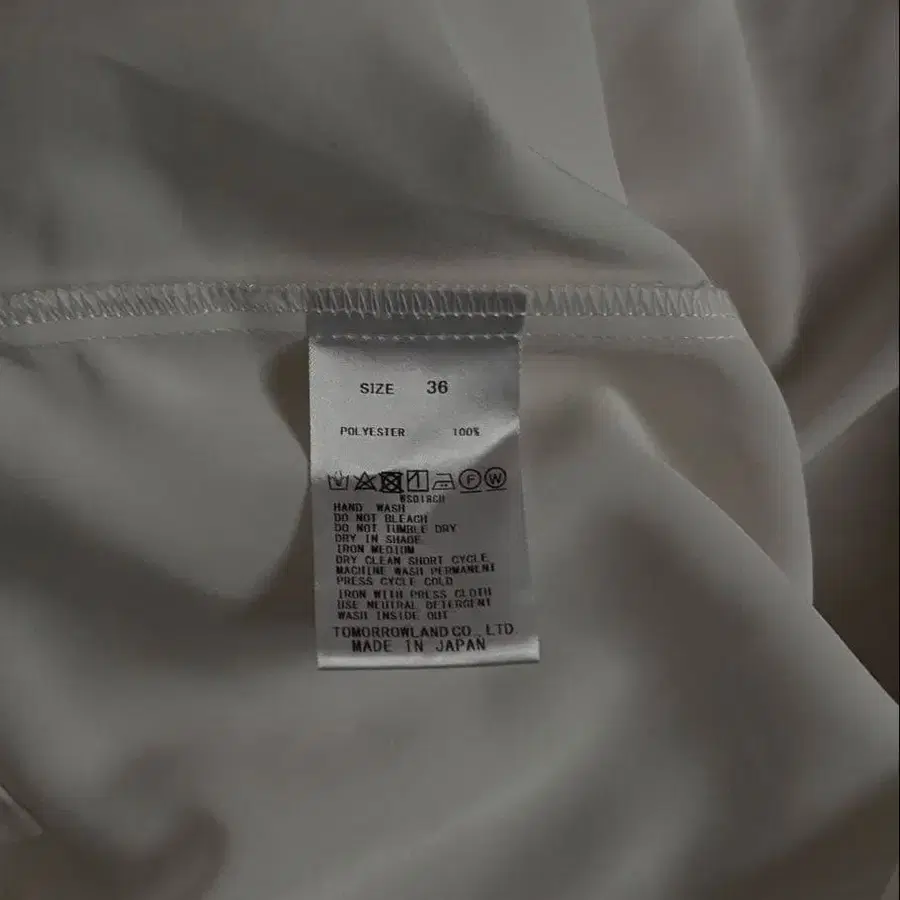 SIZE 36
POLYESTER 100%
F W
HAND WASH
DO NOT BLEACH
DO NOT TUMBLE DRY
DRY IN SHADE
IRON MEDIUM
DRY CLEAN SHORT CYCLE
MACHINE WASH PERMANENT
PRESS CYCLE COLD
IRON WITH PRESS CLOTH
USE NEUTRAL DETERGENT
WASH INSIDE OUT
TOMORROWLAND CO., LTD.
MADE IN JAPAN